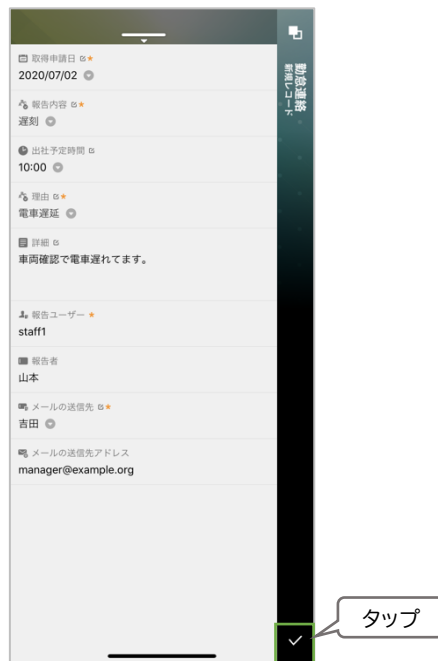 勤怠連絡
新規レコード
取得申請日
2020/07/02
報告内容
遅刻
出社予定時間
10:00
理由
電車遅延
詳細
車両確認で電車遅れてます。
報告ユーザー
staff1
報告者
山本
メールの送信先
吉田
メールの送信先アドレス
manager@example.org
タップ